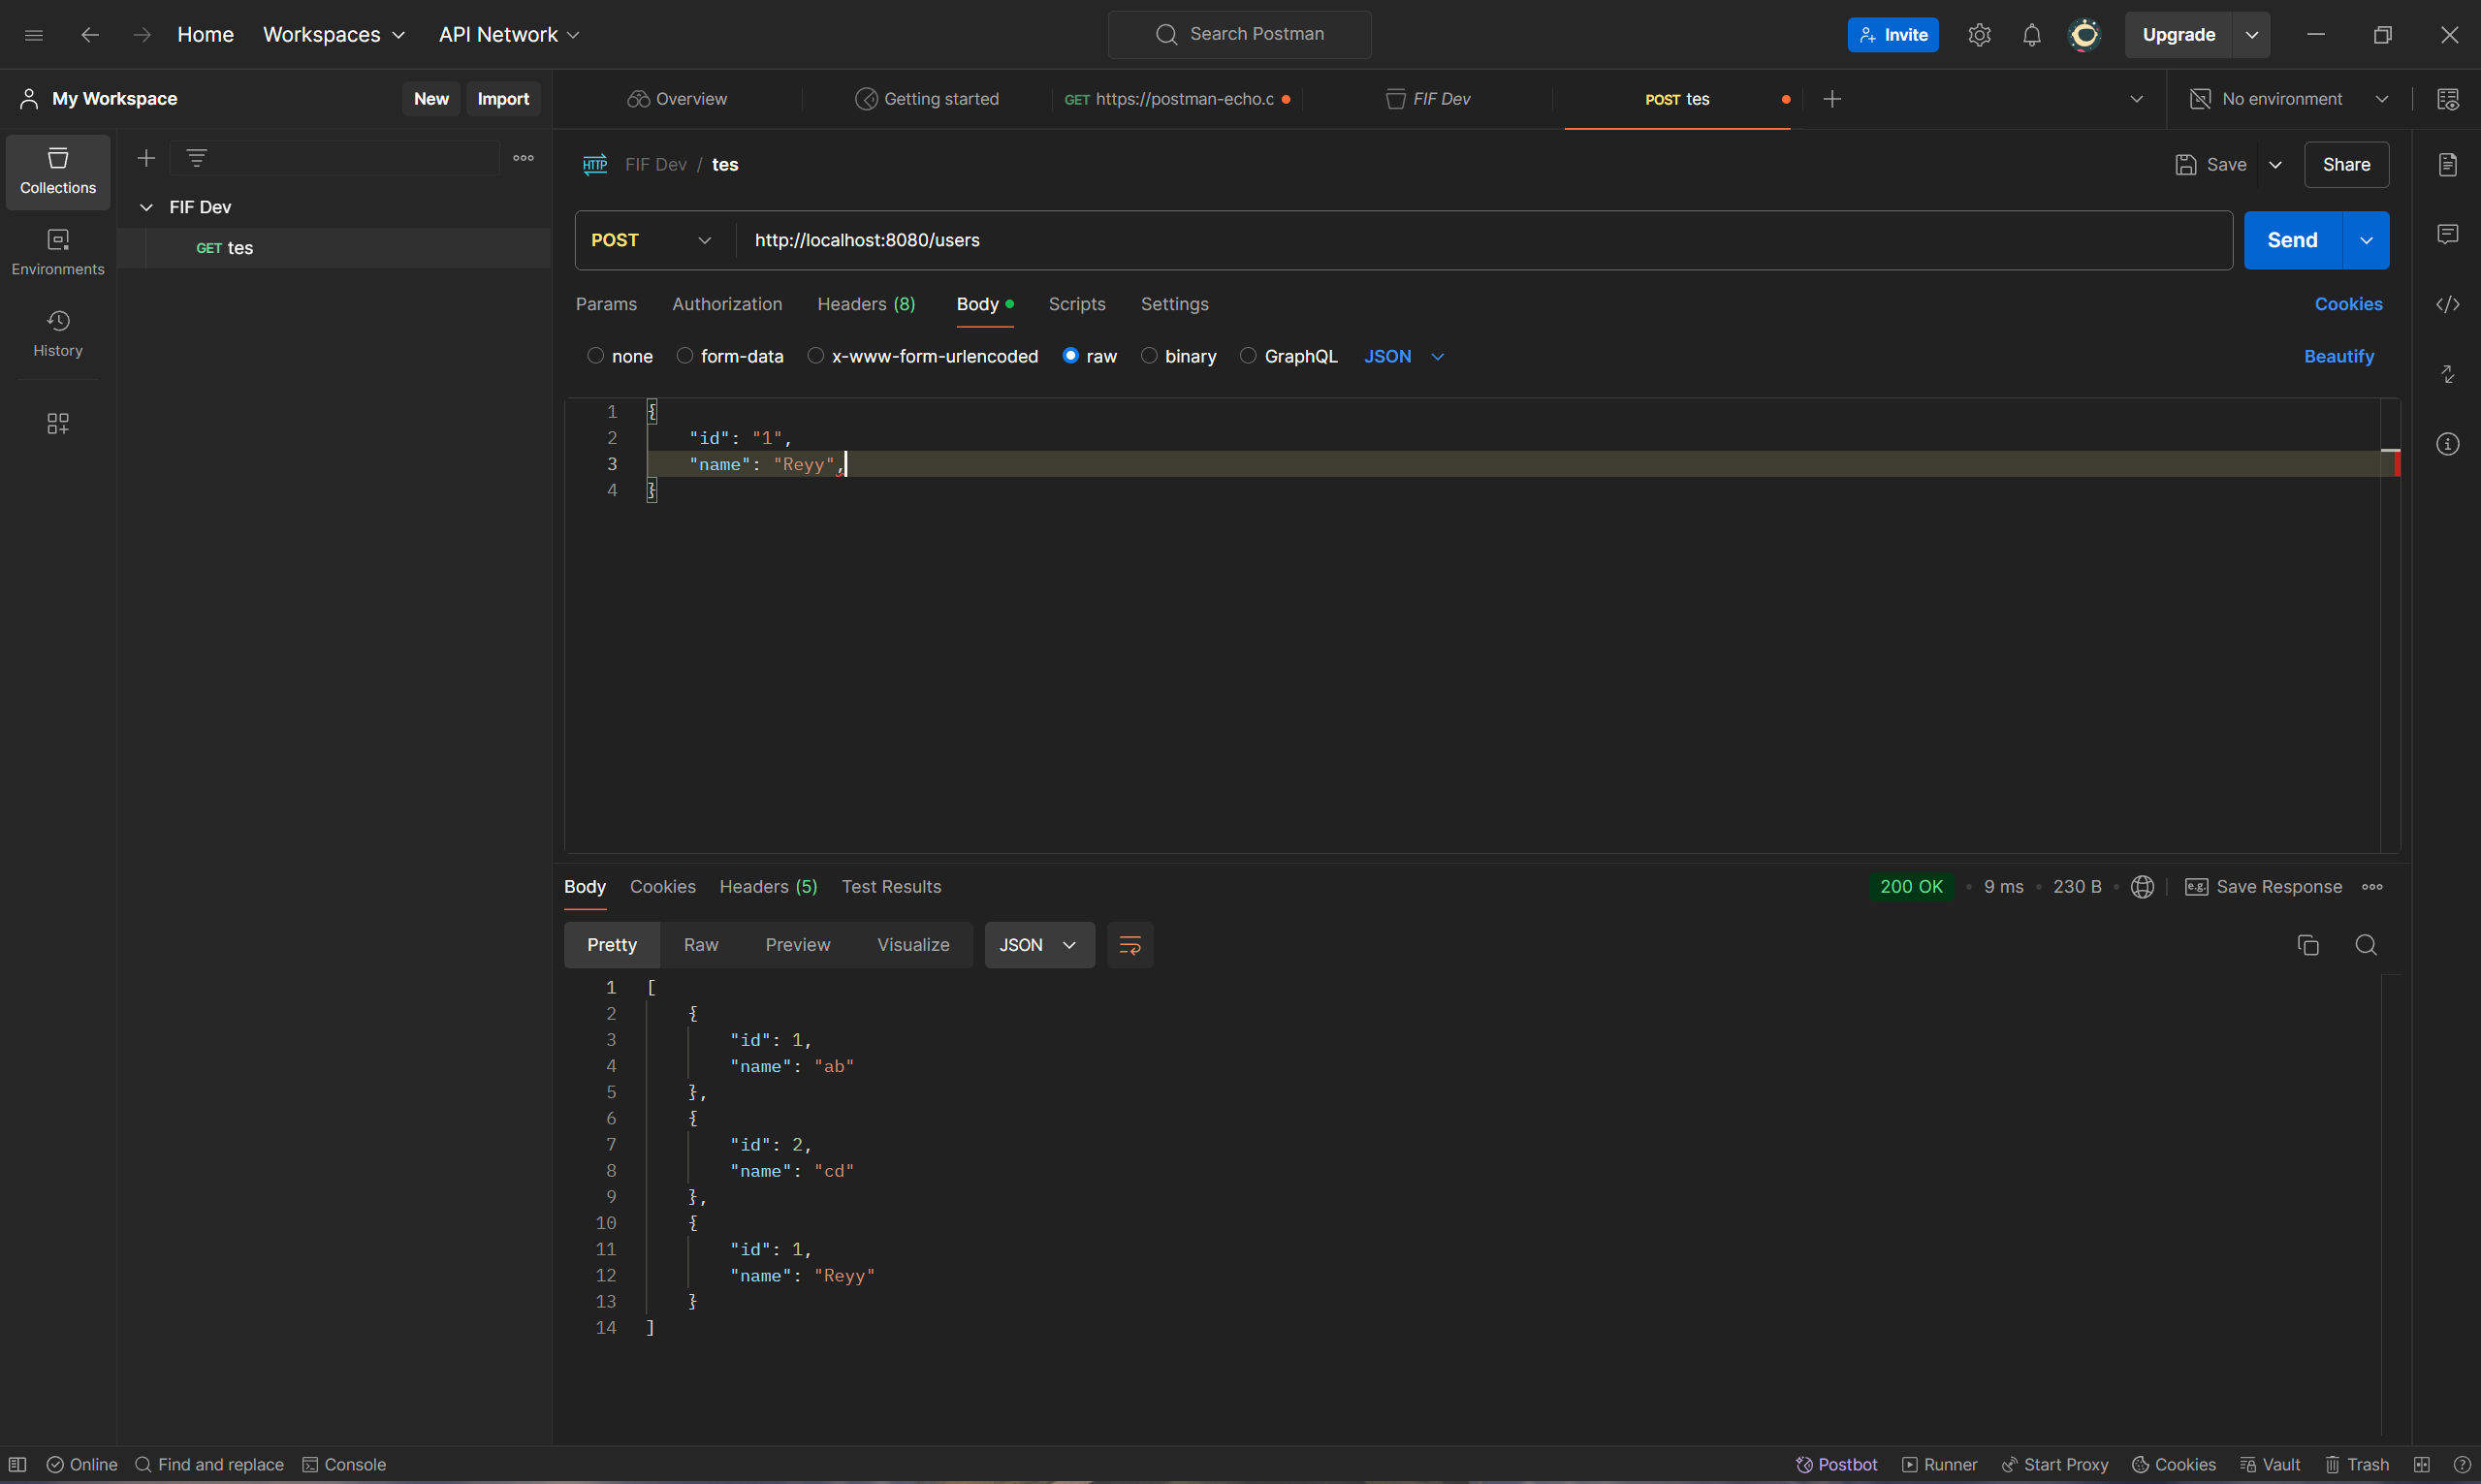 Home Workspaces API Network Search Postman Invite Upgrade
My Workspace New Import Overview Getting started GET https://postman-echo.c FIF Dev POST tes No environment
Collections
Environments
History
FIF Dev
GET tes
HTTP FIF Dev / tes Save Share
POST http://localhost:8080/users Send
Params Authorization Headers (8) Body Scripts Settings Cookies
none form-data x-www-form-urlencoded raw binary GraphQL JSON Beautify
1 {
2 "id": "1",
3 "name": "Reyy",
4 }
Body Cookies Headers (5) Test Results 200 OK 9 ms 230 B e.g. Save Response
Pretty Raw Preview Visualize JSON
1 [
2 {
3 "id": 1,
4 "name": "ab"
5 },
6 {
7 "id": 2,
8 "name": "cd"
9 },
10 {
11 "id": 1,
12 "name": "Reyy"
13 }
14 ]
Online Find and replace Console Postbot Runner Start Proxy Cookies Vault Trash